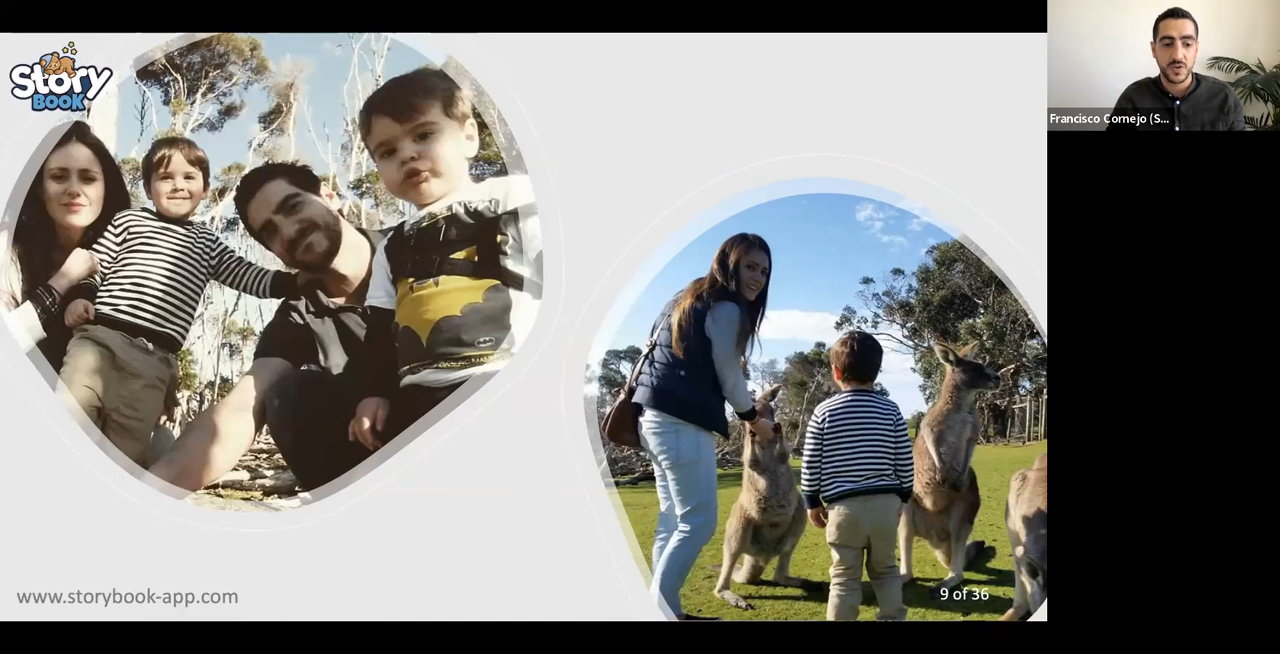 Story
BOOK
Francisco Cornejo (S...
www.storybook-app.com
9 of 36